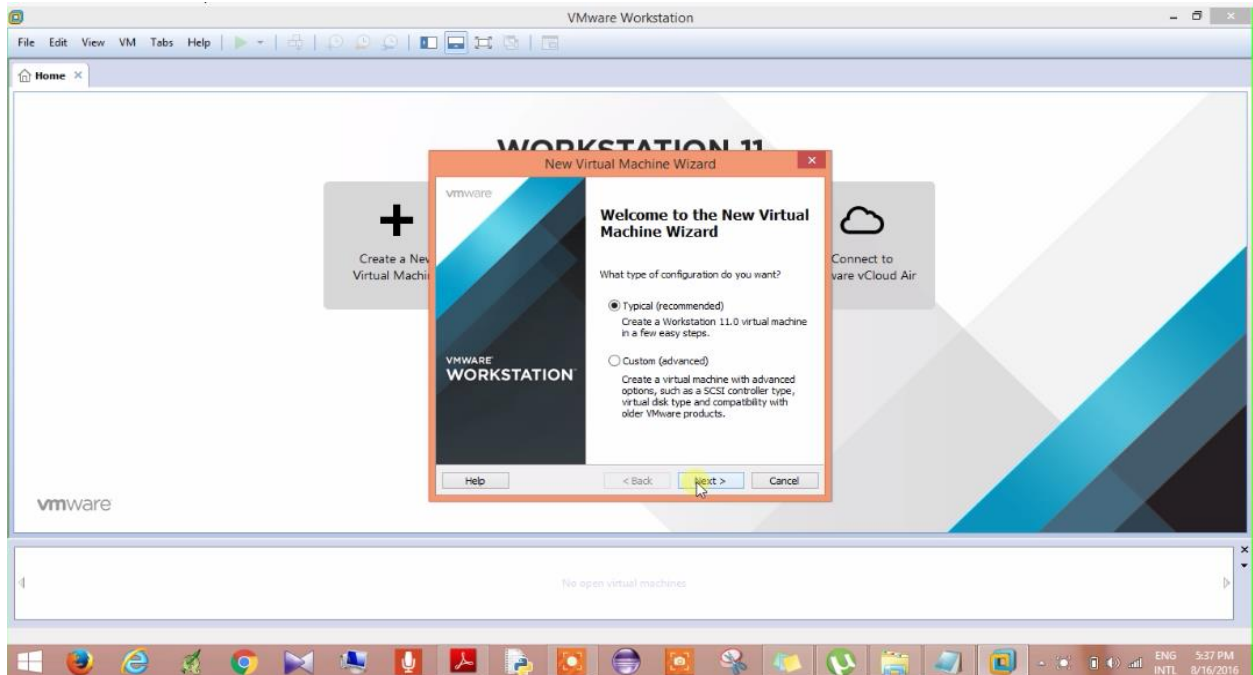 VMware Workstation
File Edit View VM Tabs Help
Home
WORKSTATION 11
New Virtual Machine Wizard
vmware
Welcome to the New Virtual
Machine Wizard
What type of configuration do you want?
Typical (recommended)
Create a Workstation 11.0 virtual machine
in a few easy steps.
Custom (advanced)
Create a virtual machine with advanced
options, such as a SCSI controller type,
virtual disk type and compatibility with
older VMware products.
VMWARE
WORKSTATION
Help < Back Next > Cancel
Create a New
Virtual Machi
Connect to
ware vCloud Air
vmware
No open virtual machines
ENG 5:37 PM
INTL 8/16/2016